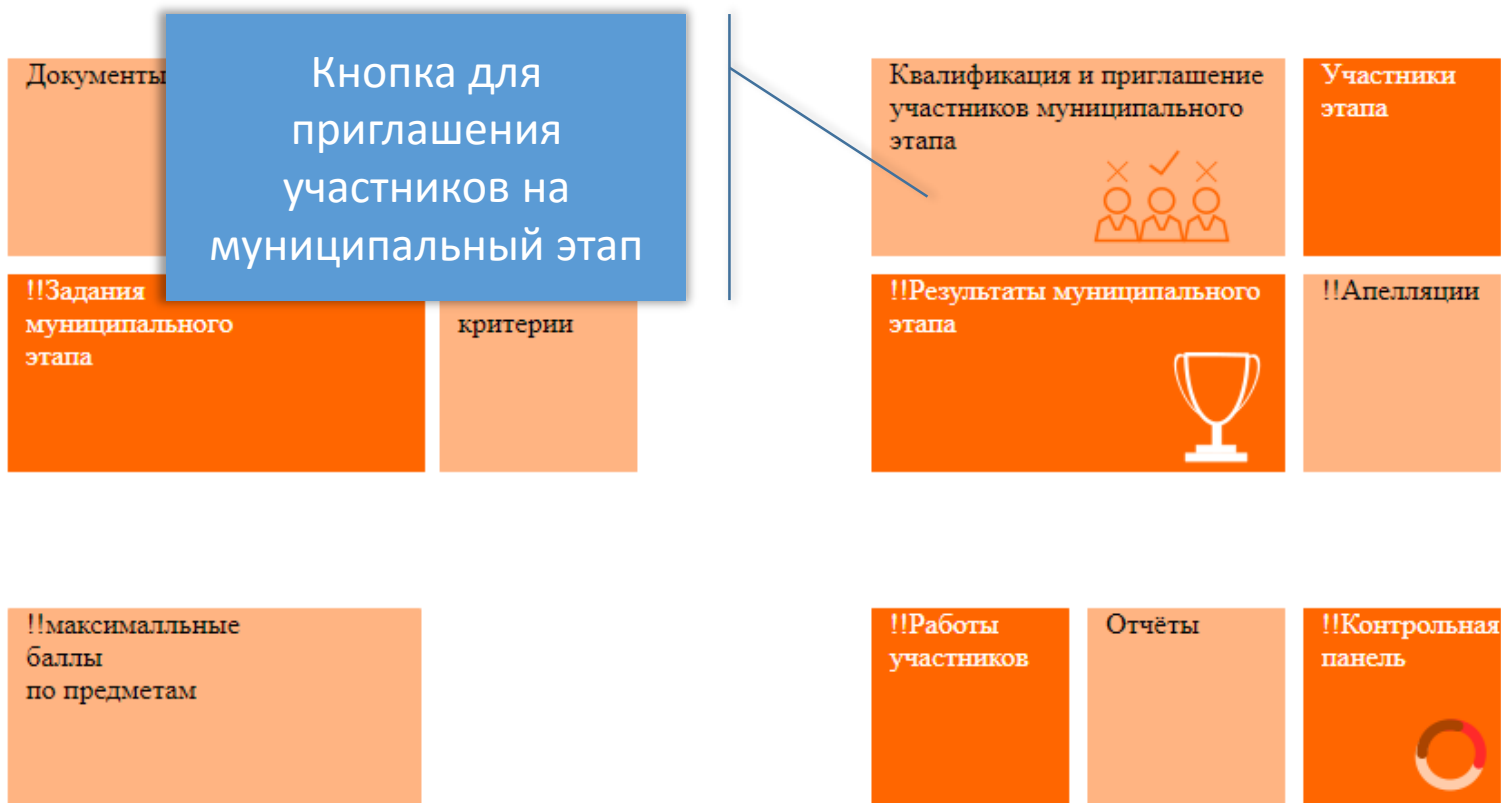 Документы
Кнопка для
приглашения
участников на
муниципальный этап
Квалификация и приглашение
участников муниципального
этапа
Участники
этапа
!!Задания
муниципального
этапа
критерии
!!Результаты муниципального
этапа
!!Апелляции
!!максималльные
баллы
по предметам
!!Работы
участников
Отчёты
!!Контрольная
панель